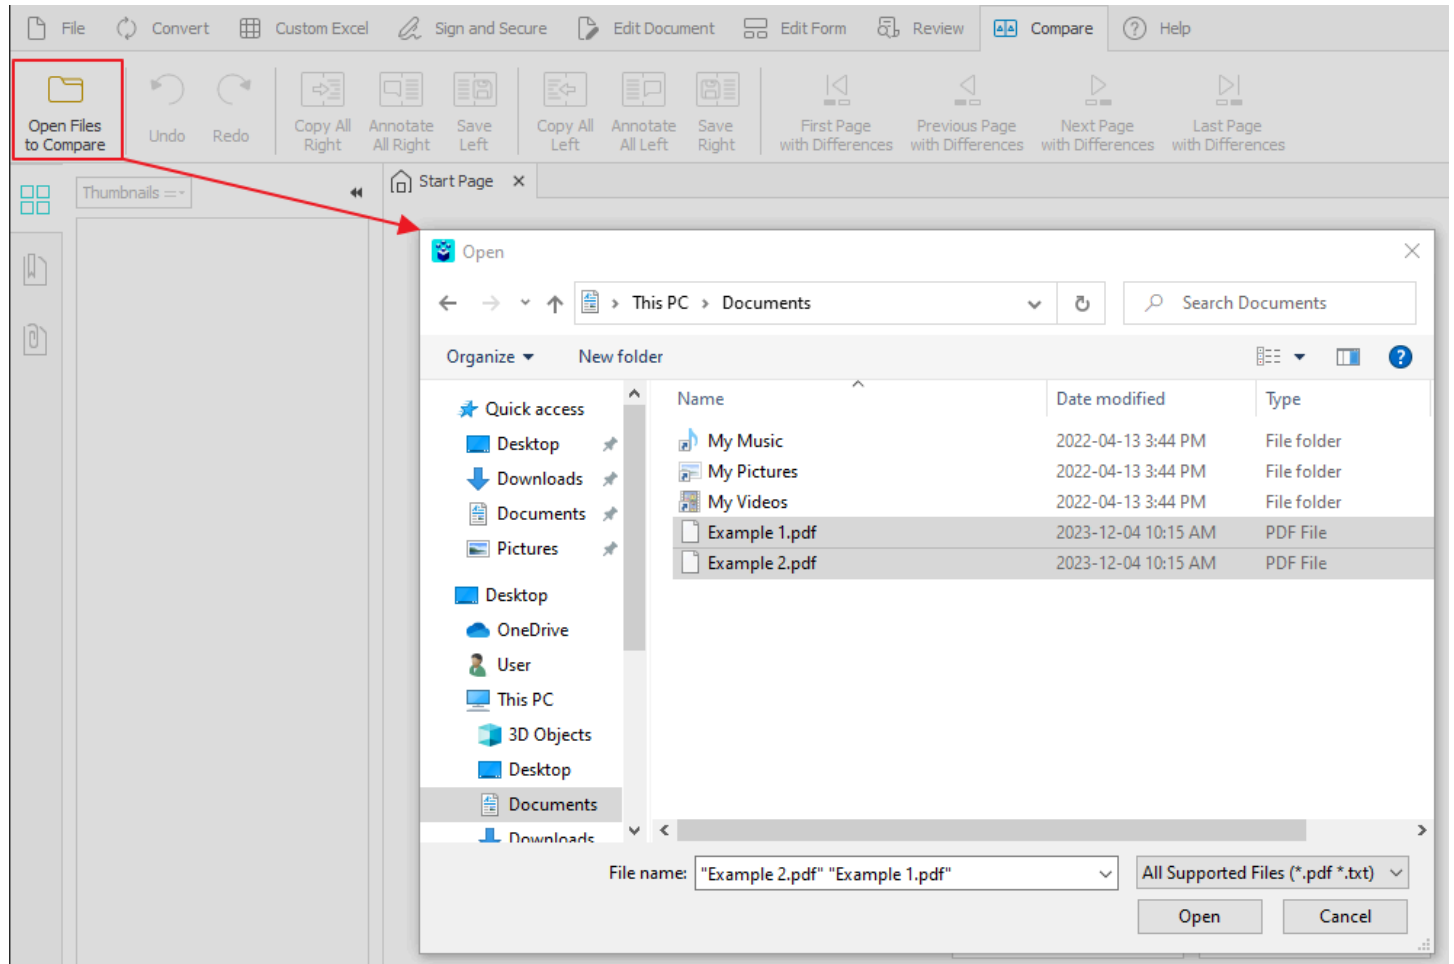 File Convert Custom Excel Sign and Secure Edit Document Edit Form Review Compare Help
Open Files
to Compare
Undo
Redo
Copy All
Right
Annotate
All Right
Save
Left
Copy All
Left
Annotate
All Left
Save
Right
First Page
with Differences
Previous Page
with Differences
Next Page
with Differences
Last Page
with Differences
Thumbnails
Start Page
Open
This PC > Documents
Search Documents
Organize New folder
Quick access
Desktop
Downloads
Documents
Pictures
Desktop
OneDrive
User
This PC
3D Objects
Desktop
Documents
Downloads
Name Date modified Type
My Music 2022-04-13 3:44 PM File folder
My Pictures 2022-04-13 3:44 PM File folder
My Videos 2022-04-13 3:44 PM File folder
Example 1.pdf 2023-12-04 10:15 AM PDF File
Example 2.pdf 2023-12-04 10:15 AM PDF File
File name: "Example 2.pdf" "Example 1.pdf" All Supported Files (*.pdf *.txt)
Open Cancel